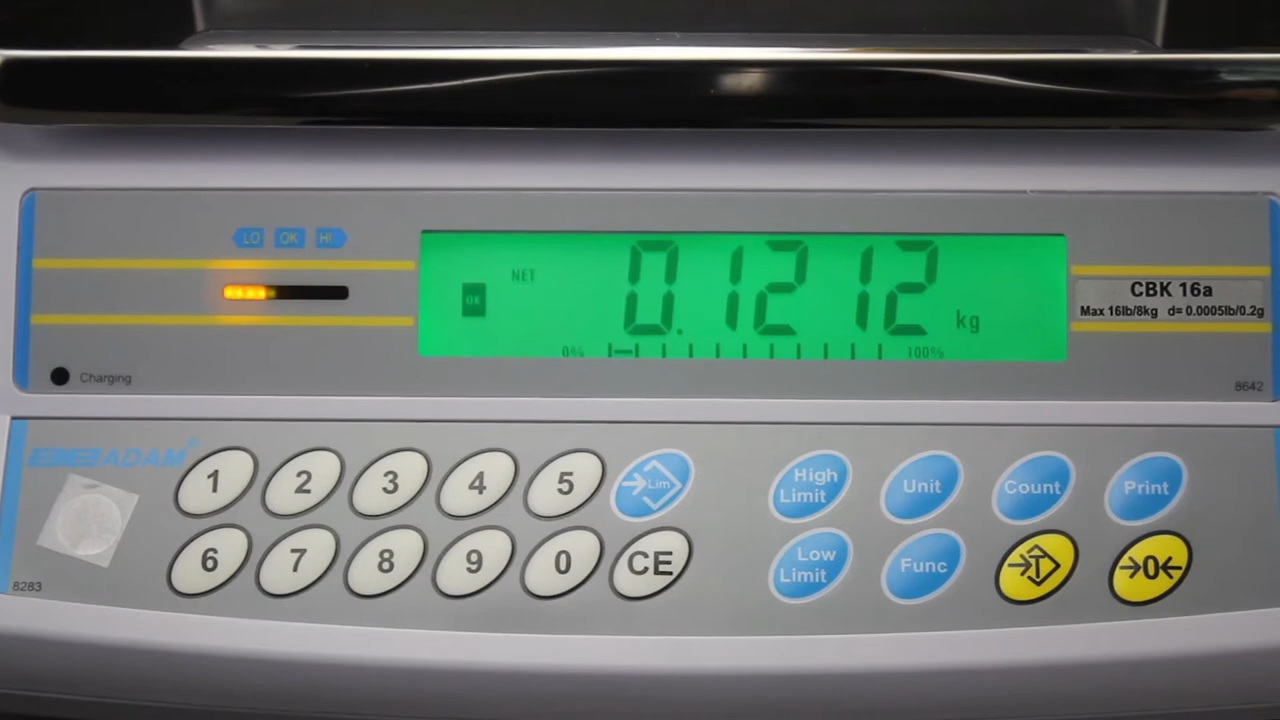 LO OK HI
NET
OK
0.1212 kg
0% 100%
CBK 16a
Max 16lb/8kg d= 0.0005lb/0.2g
Charging
8642
ADAM
1 2 3 4 5 Lim
High Limit
Unit
Count
Print
6 7 8 9 0 CE
Low Limit
Func
T
→0←
8283